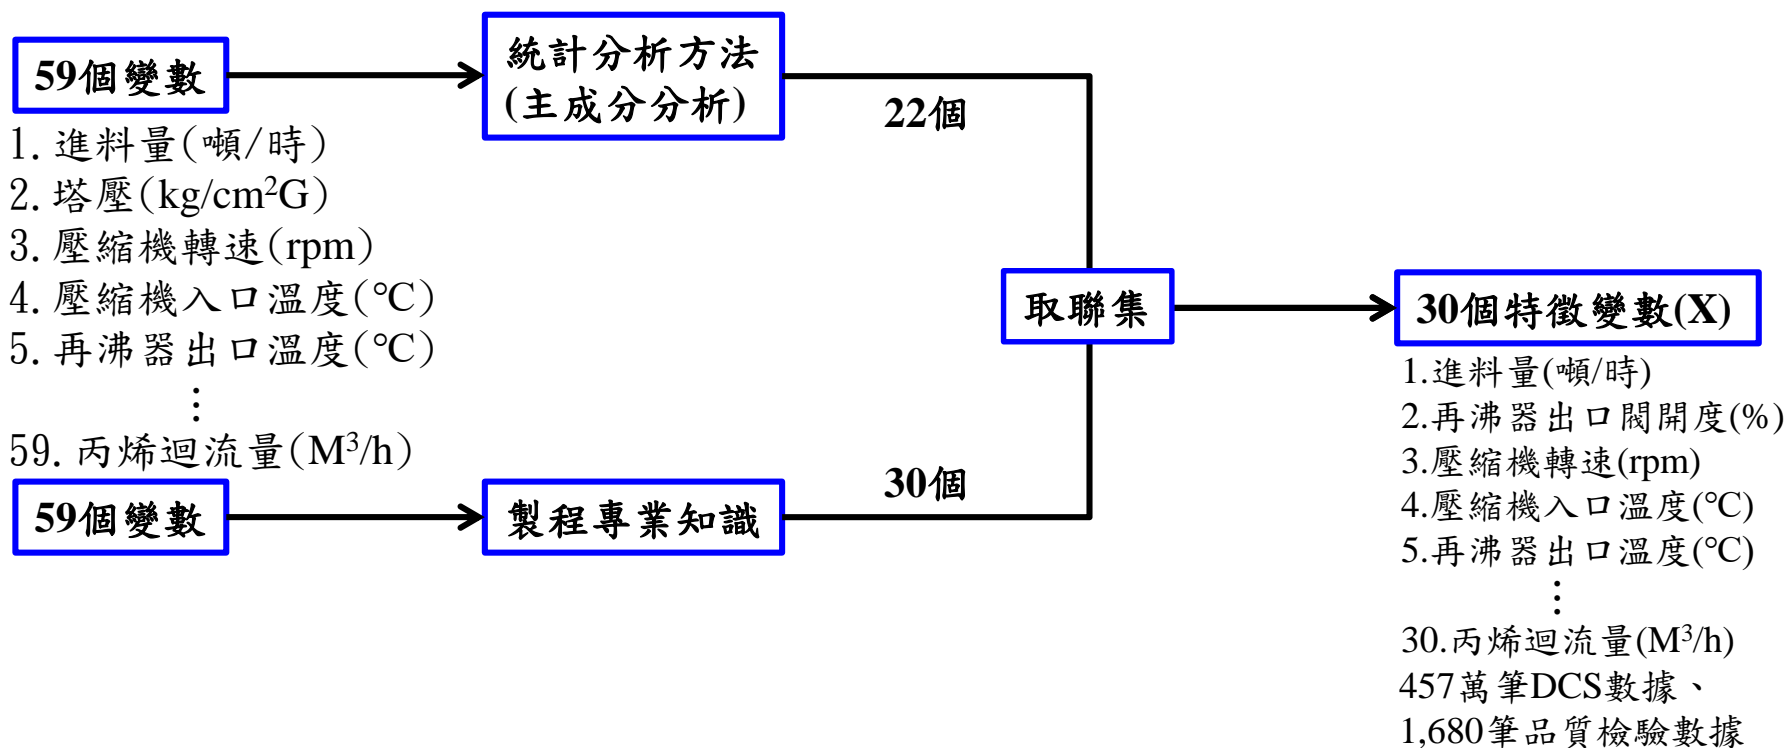 59個變數
統計分析方法
(主成分分析)
22個
1. 進料量(噸/時)
2. 塔壓(kg/cm²G)
3. 壓縮機轉速(rpm)
4. 壓縮機入口溫度(℃)
5. 再沸器出口溫度(℃)
⋮
59. 丙烯迴流量(M³/h)
59個變數
製程專業知識
30個
取聯集
30個特徵變數(X)
1.進料量(噸/時)
2.再沸器出口閥開度(%)
3.壓縮機轉速(rpm)
4.壓縮機入口溫度(℃)
5.再沸器出口溫度(℃)
⋮
30.丙烯迴流量(M³/h)
457萬筆DCS數據、
1,680筆品質檢驗數據